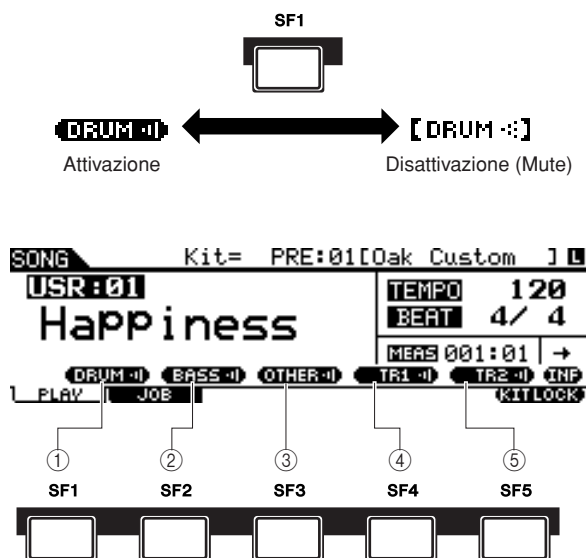 SF1
DRUM [DRUM]
Attivazione Disattivazione (Mute)
SONG Kit= PRE:01[Oak Custom ] L
USR:01 TEMPO 120
Happiness BEAT 4/ 4
MEAS 001:01 →
DRUM BASS OTHER TR1 TR2 INP
PLAY JOB KITLOCK
① ② ③ ④ ⑤
SF1 SF2 SF3 SF4 SF5